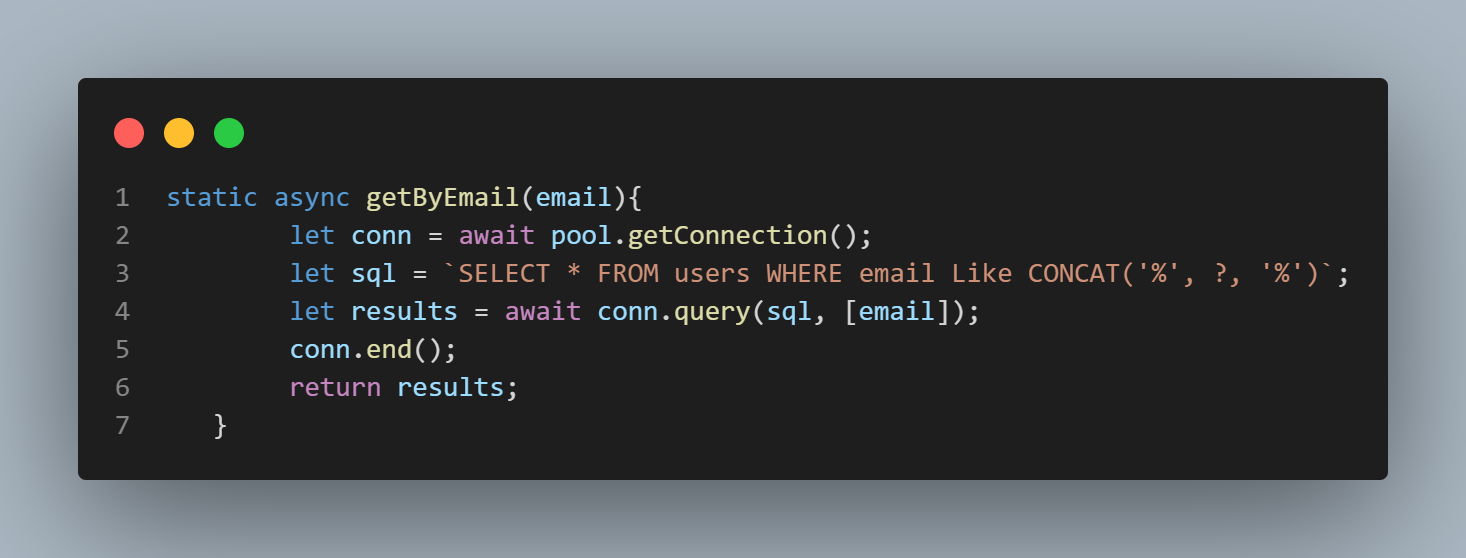 1 static async getByEmail(email){
2 let conn = await pool.getConnection();
3 let sql = `SELECT * FROM users WHERE email Like CONCAT('%', ?, '%')`;
4 let results = await conn.query(sql, [email]);
5 conn.end();
6 return results;
7 }